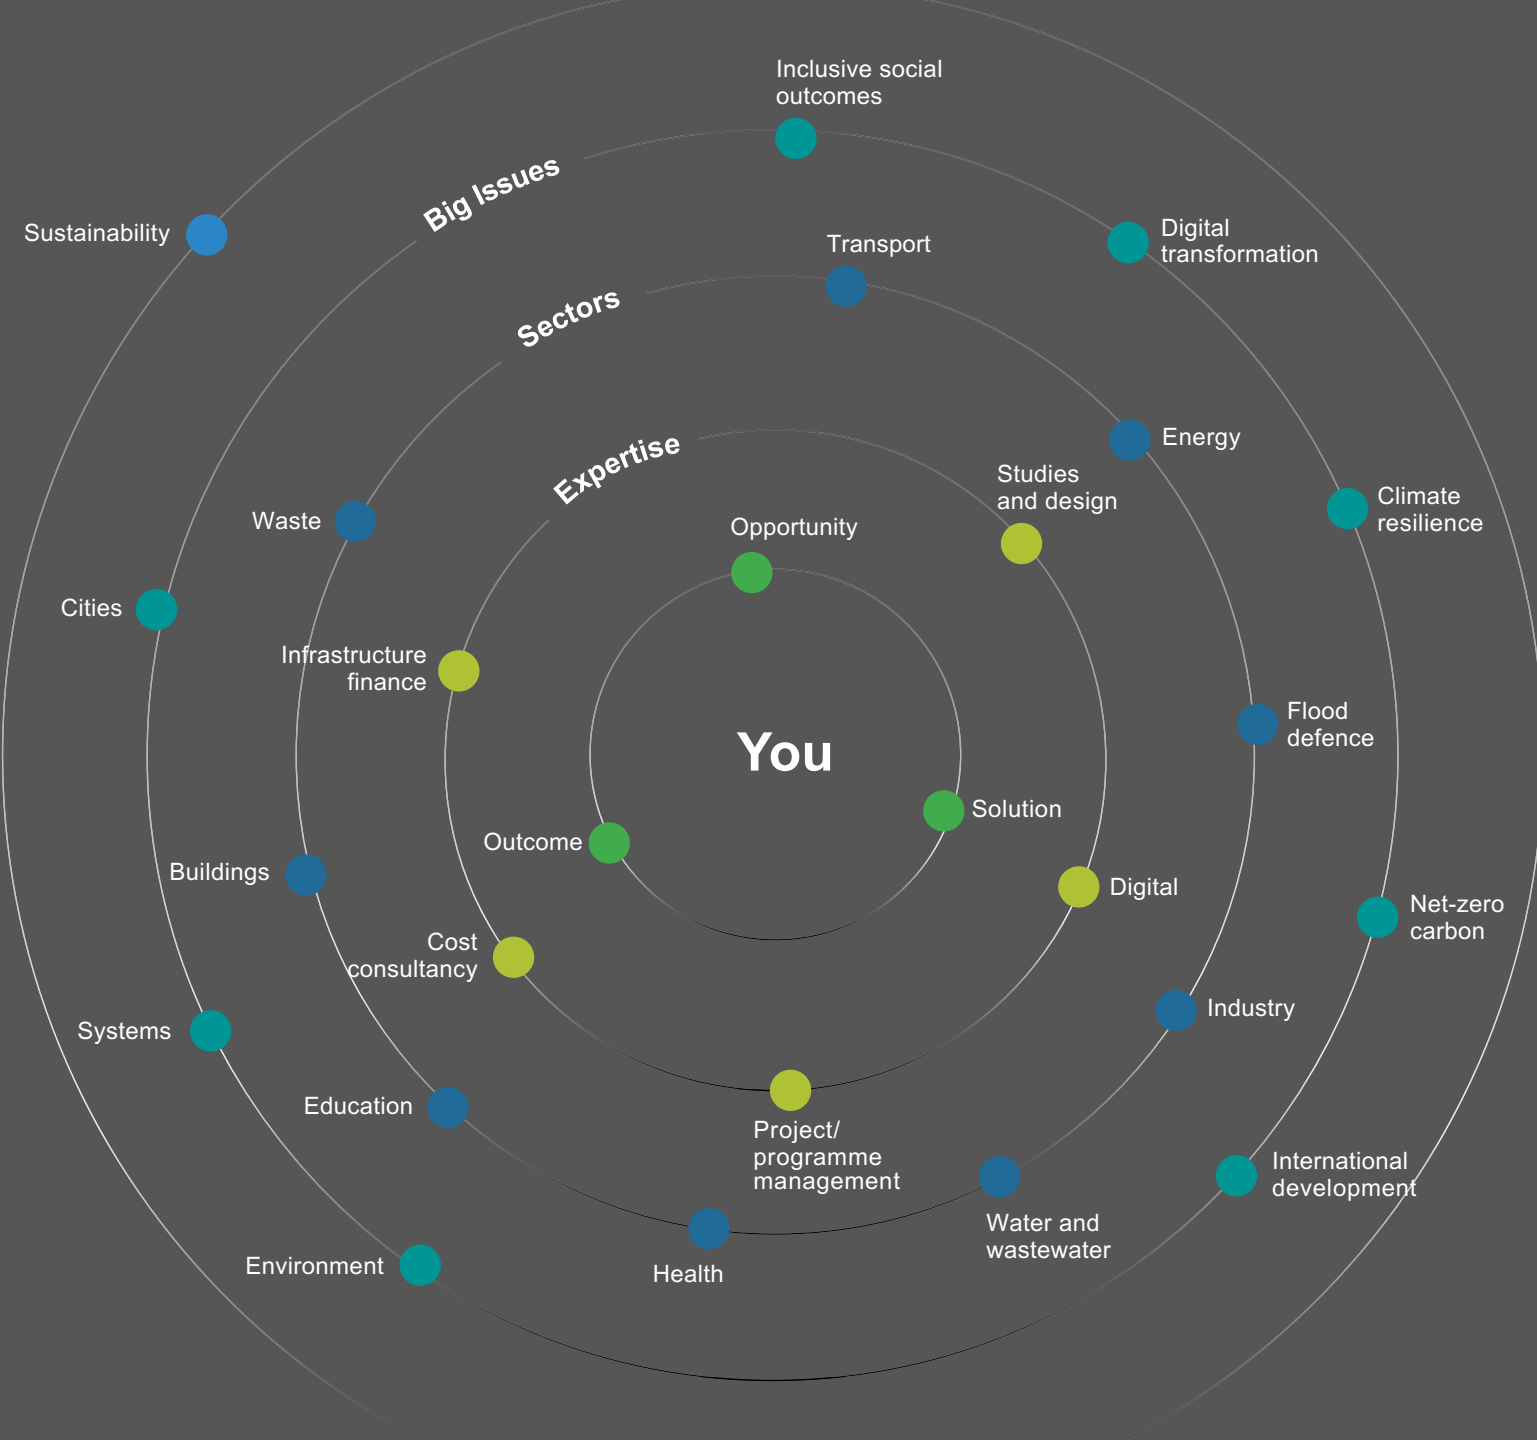 Inclusive social
outcomes
Big Issues
Sustainability
Digital
transformation
Transport
Sectors
Energy
Expertise
Studies
and design
Climate
resilience
Waste
Opportunity
Cities
Infrastructure
finance
Flood
defence
You
Solution
Outcome
Buildings
Digital
Net-zero
carbon
Cost
consultancy
Industry
Systems
Education
Project/
programme
management
International
development
Water and
wastewater
Environment
Health